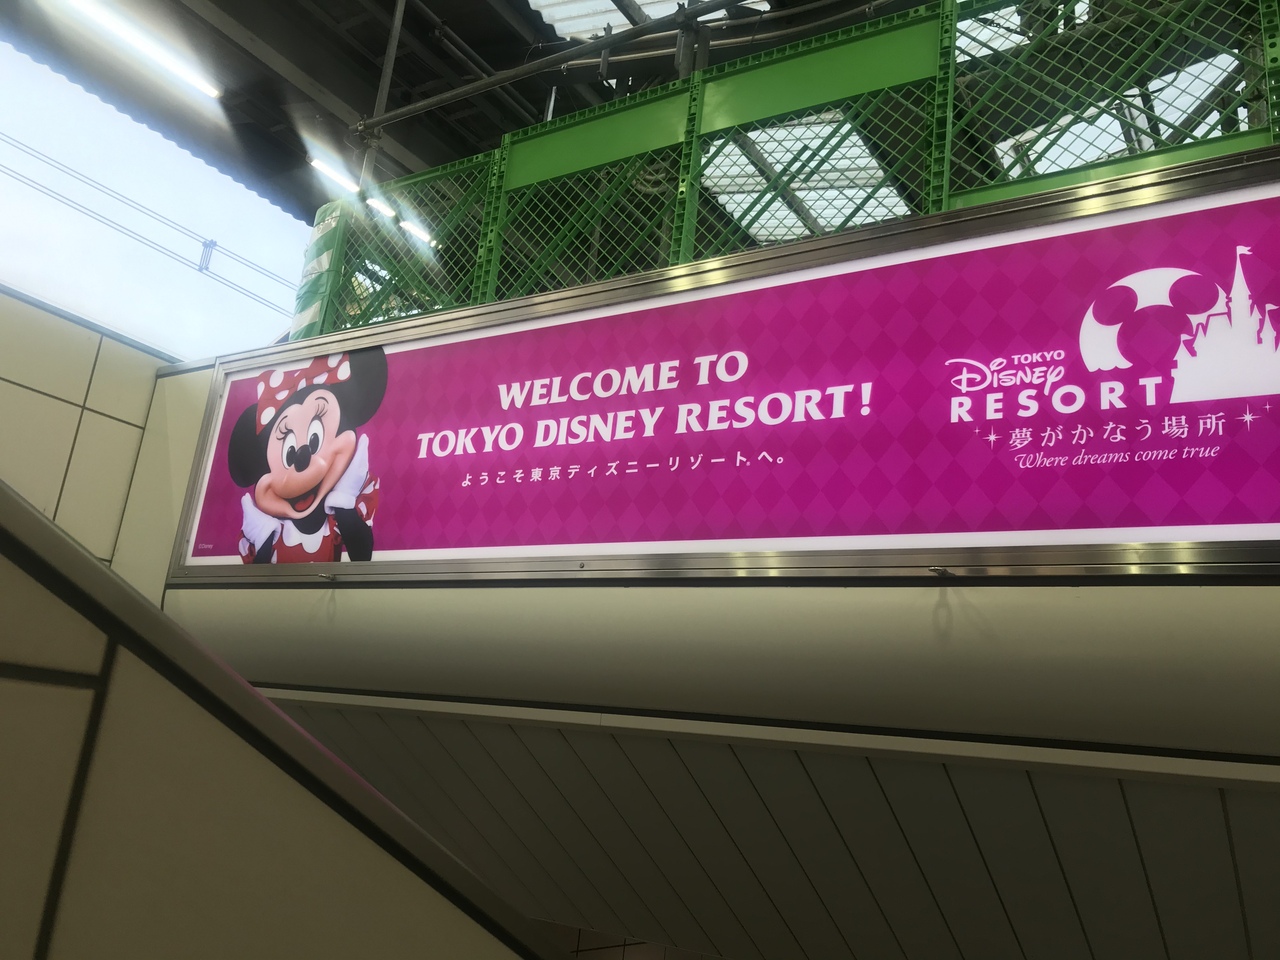 WELCOME TO
TOKYO DISNEY RESORT!
ようこそ東京ディズニーリゾート®へ。
TOKYO
Disney
RESORT
夢がかなう場所
Where dreams come true
©Disney